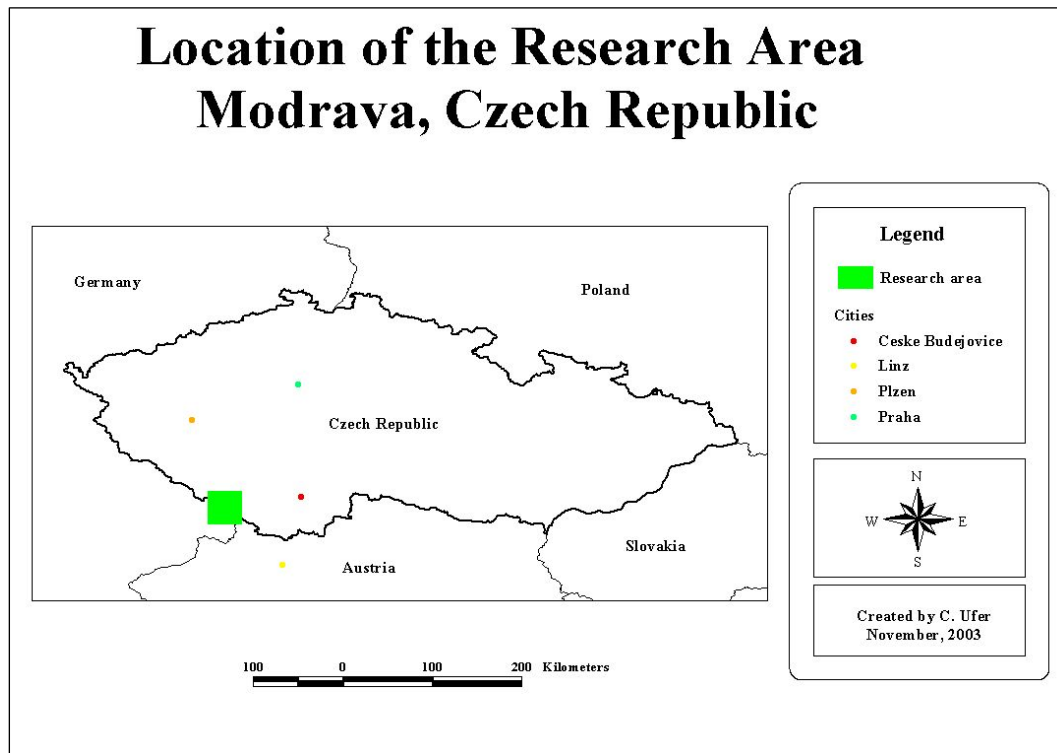 Location of the Research Area
Modrava, Czech Republic
Germany
Poland
Czech Republic
Slovakia
Austria
100 0 100 200 Kilometers
Legend
Research area
Cities
Ceske Budejovice
Linz
Plzen
Praha
N
W E
S
Created by C. Ufer
November, 2003